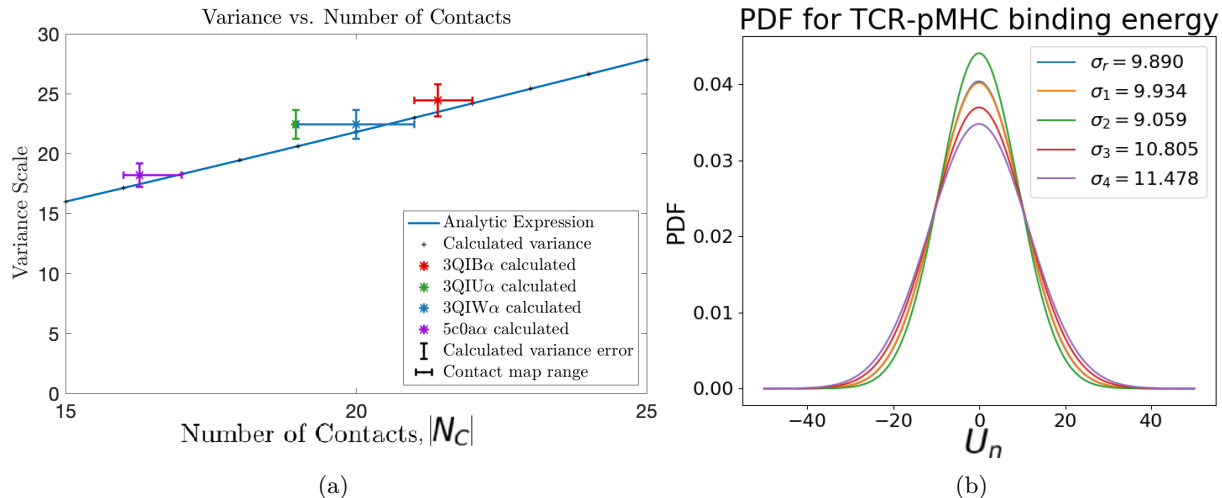 Variance vs. Number of Contacts
30
25
20
15
10
5
0
Variance Scale
15
20
25
Number of Contacts, |N_C|
Analytic Expression
Calculated variance
3QIBα calculated
3QIUα calculated
3QIWα calculated
5c0aα calculated
Calculated variance error
Contact map range
(a)
PDF for TCR-pMHC binding energy
σ_r = 9.890
σ_1 = 9.934
σ_2 = 9.059
σ_3 = 10.805
σ_4 = 11.478
0.04
0.03
0.02
0.01
0.00
PDF
−40
−20
0
20
40
U_n
(b)